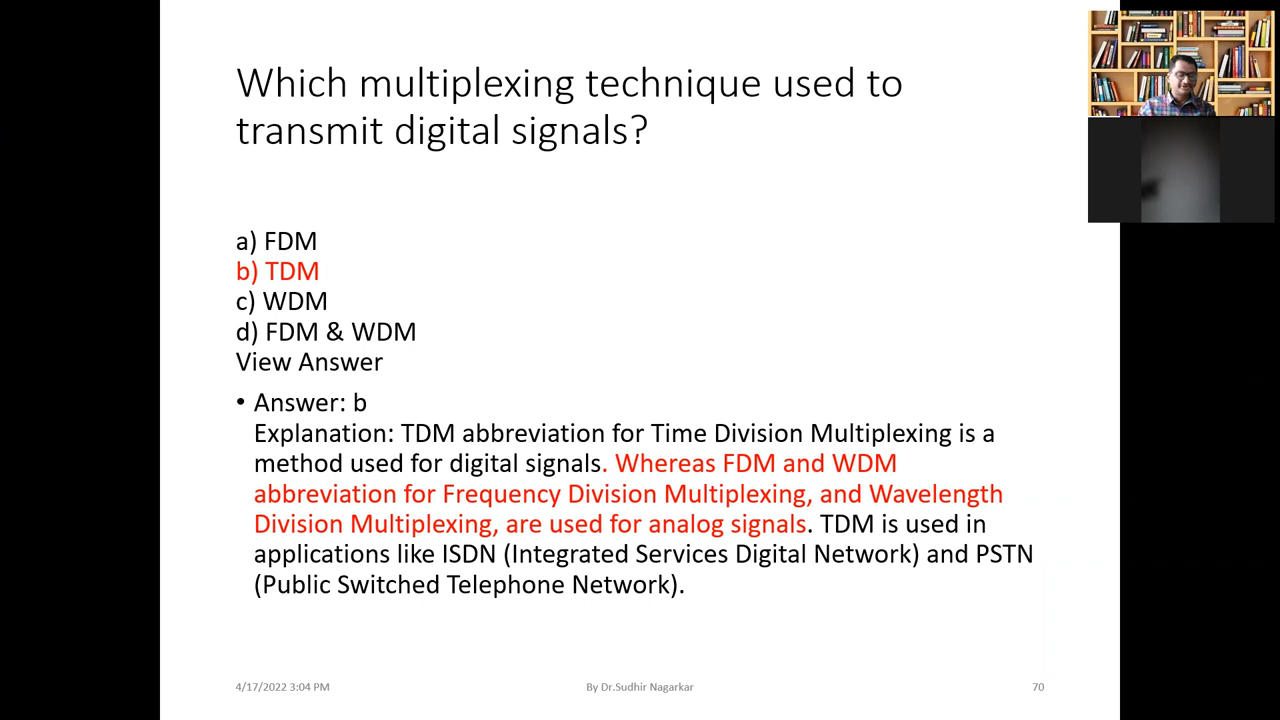 Which multiplexing technique used to
transmit digital signals?
a) FDM
b) TDM
c) WDM
d) FDM & WDM
View Answer
• Answer: b
Explanation: TDM abbreviation for Time Division Multiplexing is a
method used for digital signals. Whereas FDM and WDM
abbreviation for Frequency Division Multiplexing, and Wavelength
Division Multiplexing, are used for analog signals. TDM is used in
applications like ISDN (Integrated Services Digital Network) and PSTN
(Public Switched Telephone Network).
4/17/2022 3:04 PM
By Dr.Sudhir Nagarkar
70